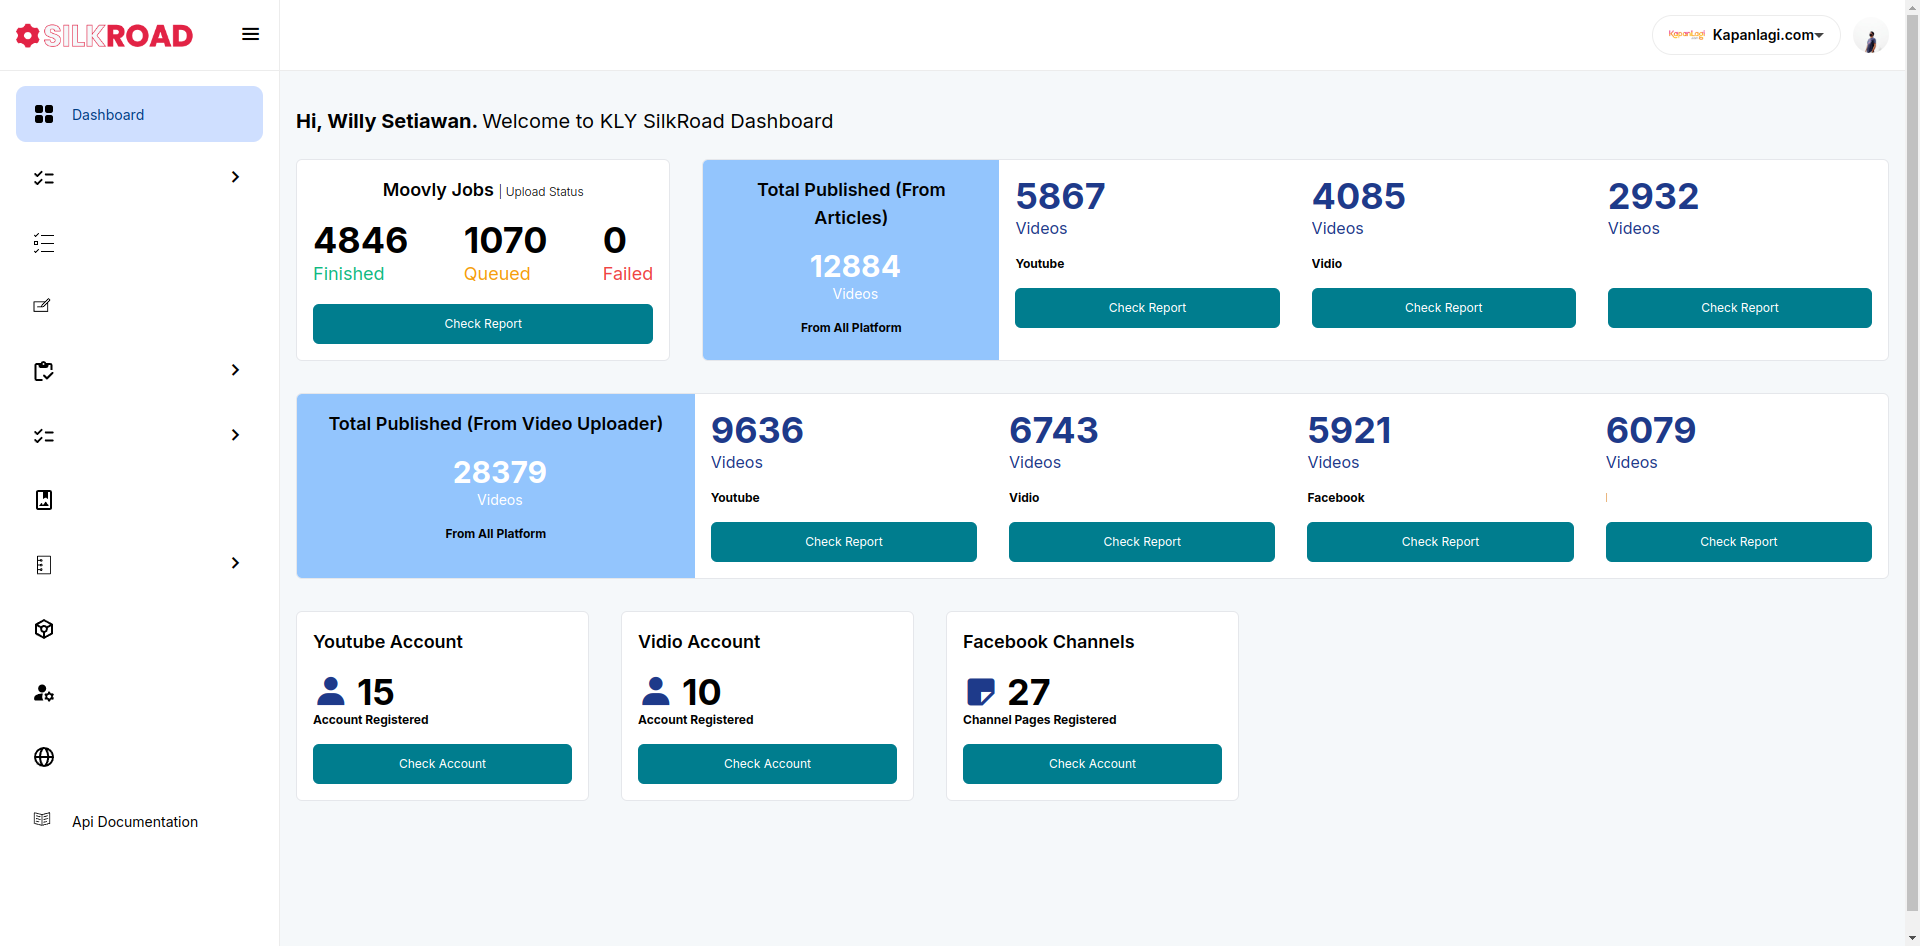 SILKROAD
KapanLagi
Kapanlagi.com
Dashboard
Hi, Willy Setiawan. Welcome to KLY SilkRoad Dashboard
Moovly Jobs | Upload Status
4846
Finished
1070
Queued
0
Failed
Check Report
Total Published (From
Articles)
12884
Videos
From All Platform
5867
Videos
Youtube
Check Report
4085
Videos
Vidio
Check Report
2932
Videos
Check Report
Total Published (From Video Uploader)
28379
Videos
From All Platform
9636
Videos
Youtube
Check Report
6743
Videos
Vidio
Check Report
5921
Videos
Facebook
Check Report
6079
Videos
Check Report
Youtube Account
15
Account Registered
Check Account
Vidio Account
10
Account Registered
Check Account
Facebook Channels
27
Channel Pages Registered
Check Account
Api Documentation